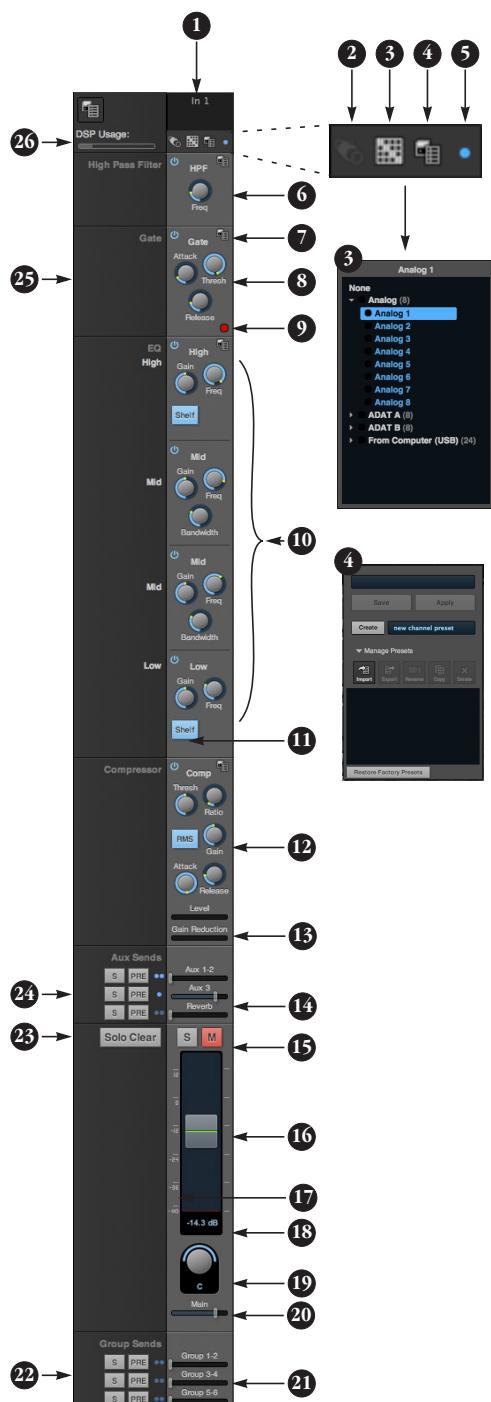 1
In 1
2
3
4
5
26
DSP Usage:
High Pass Filter
HPF
Freq
6
Gate
Gate
7
Attack
Thresh
8
Release
9
25
3
Analog 1
None
Analog (8)
Analog 1
Analog 2
Analog 3
Analog 4
Analog 5
Analog 6
Analog 7
Analog 8
ADAT A (8)
ADAT B (8)
From Computer (USB) (24)
EQ
High
High
Gain
Freq
Shelf
Mid
Mid
Gain
Freq
Bandwidth
10
Mid
Mid
Gain
Freq
Bandwidth
Low
Low
Gain
Freq
Shelf
11
4
Save
Apply
Create
new channel preset
Manage Presets
Import
Export
Rename
Copy
Delete
Restore Factory Presets
Compressor
Comp
Thresh
Ratio
RMS
Gain
12
Attack
Release
Level
Gain Reduction
13
Aux Sends
S PRE
Aux 1-2
24
S PRE
Aux 3
S PRE
Reverb
14
23
Solo Clear
S
M
15
12
0
-12
16
-24
-36
17
-60
-14.3 dB
18
C
19
Main
20
Group Sends
S PRE
Group 1-2
22
S PRE
Group 3-4
21
S PRE
Group 5-6